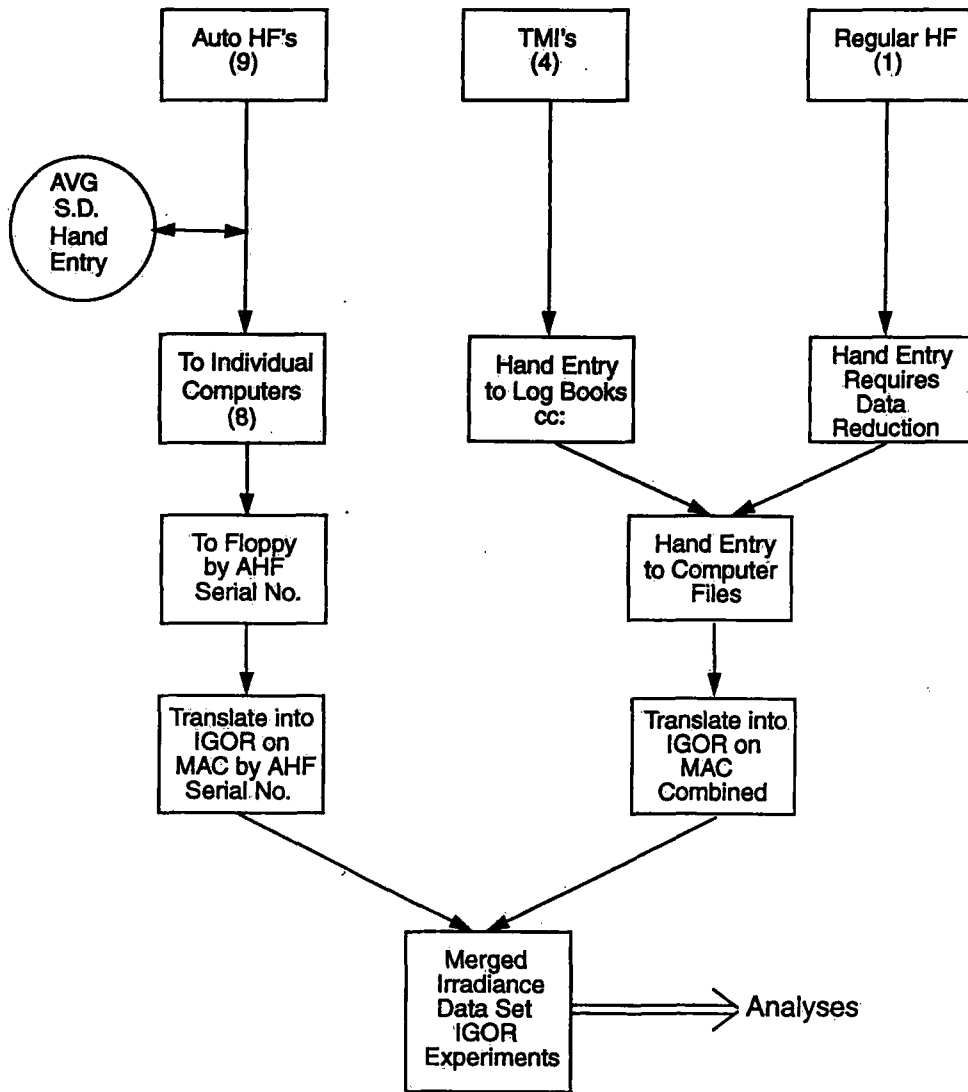 Auto HF's
(9)
TMI's
(4)
Regular HF
(1)
AVG
S.D.
Hand
Entry
To Individual
Computers
(8)
Hand Entry
to Log Books
cc:
Hand Entry
Requires
Data
Reduction
To Floppy
by AHF
Serial No.
Hand Entry
to Computer
Files
Translate into
IGOR on
MAC by AHF
Serial No.
Translate into
IGOR on
MAC
Combined
Merged
Irradiance
Data Set
IGOR
Experiments
Analyses